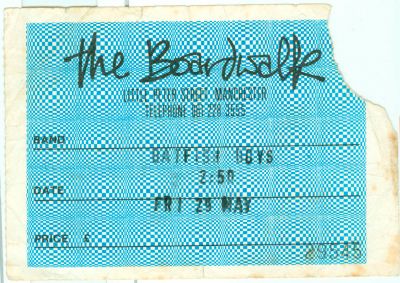 the Boardwalk
LITTLE PETER STREET, MANCHESTER
TELEPHONE 061 228 3555
BAND
BATFISH BOYS
2:50
DATE
FRI 29 MAY
PRICE £